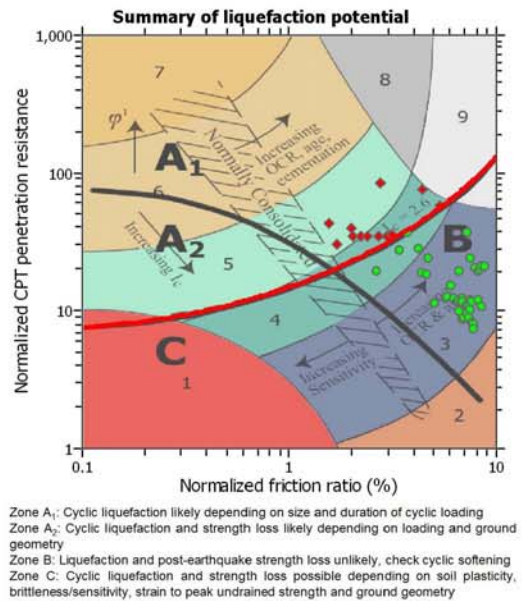 Summary of liquefaction potential
Normalized CPT penetration resistance
1,000
100
10
1
0.1
1
10
Normalized friction ratio (%)
7
8
9
φ'
A1
Increasing
OCR, age,
cementation
Normally Consolidated
6
A2
Increasing Ic
5
= 2.6
B
4
C
1
Increasing
Sensitivity
3
2
Zone A1: Cyclic liquefaction likely depending on size and duration of cyclic loading
Zone A2: Cyclic liquefaction and strength loss likely depending on loading and ground
geometry
Zone B: Liquefaction and post-earthquake strength loss unlikely, check cyclic softening
Zone C: Cyclic liquefaction and strength loss possible depending on soil plasticity,
brittleness/sensitivity, strain to peak undrained strength and ground geometry